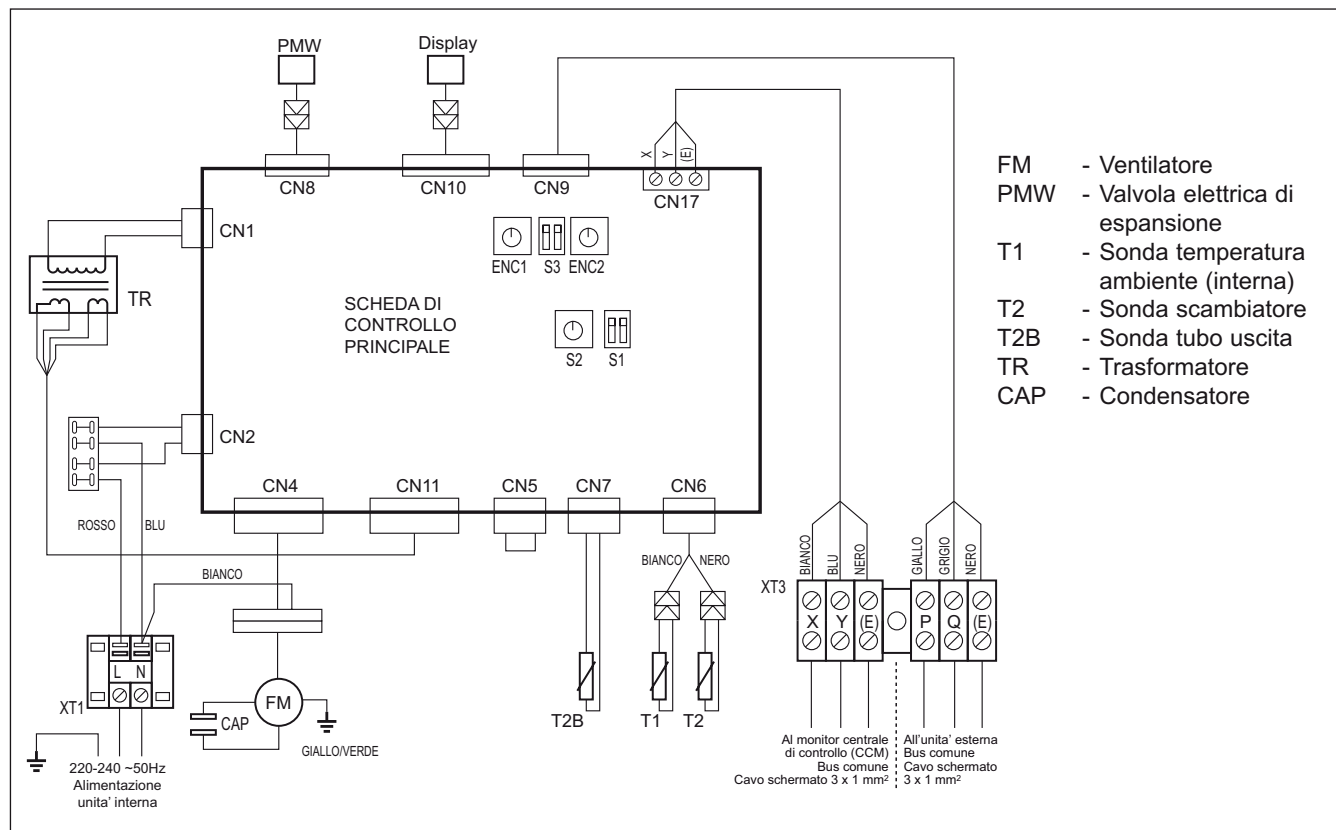 PMW
Display
CN8
CN10
CN9
X
Y
(E)
CN17
CN1
TR
ENC1
S3
ENC2
SCHEDA DI
CONTROLLO
PRINCIPALE
S2
S1
CN2
CN4
CN11
CN5
CN7
CN6
ROSSO
BLU
BIANCO
BIANCO
NERO
L
N
XT1
CAP
FM
GIALLO/VERDE
T2B
T1
T2
220-240 ~50Hz
Alimentazione
unita' interna
XT3
BIANCO
BLU
NERO
GIALLO
GRIGIO
NERO
X
Y
(E)
P
Q
(E)
Al monitor centrale
di controllo (CCM)
Bus comune
Cavo schermato 3 x 1 mm²
All'unita' esterna
Bus comune
Cavo schermato
3 x 1 mm²
FM - Ventilatore
PMW - Valvola elettrica di
espansione
T1 - Sonda temperatura
ambiente (interna)
T2 - Sonda scambiatore
T2B - Sonda tubo uscita
TR - Trasformatore
CAP - Condensatore